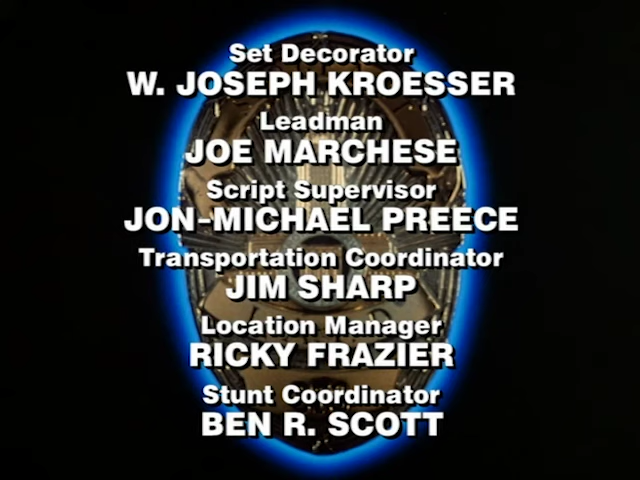 Set Decorator
W. JOSEPH KROESSER
Leadman
JOE MARCHESE
Script Supervisor
JON-MICHAEL PREECE
Transportation Coordinator
JIM SHARP
Location Manager
RICKY FRAZIER
Stunt Coordinator
BEN R. SCOTT